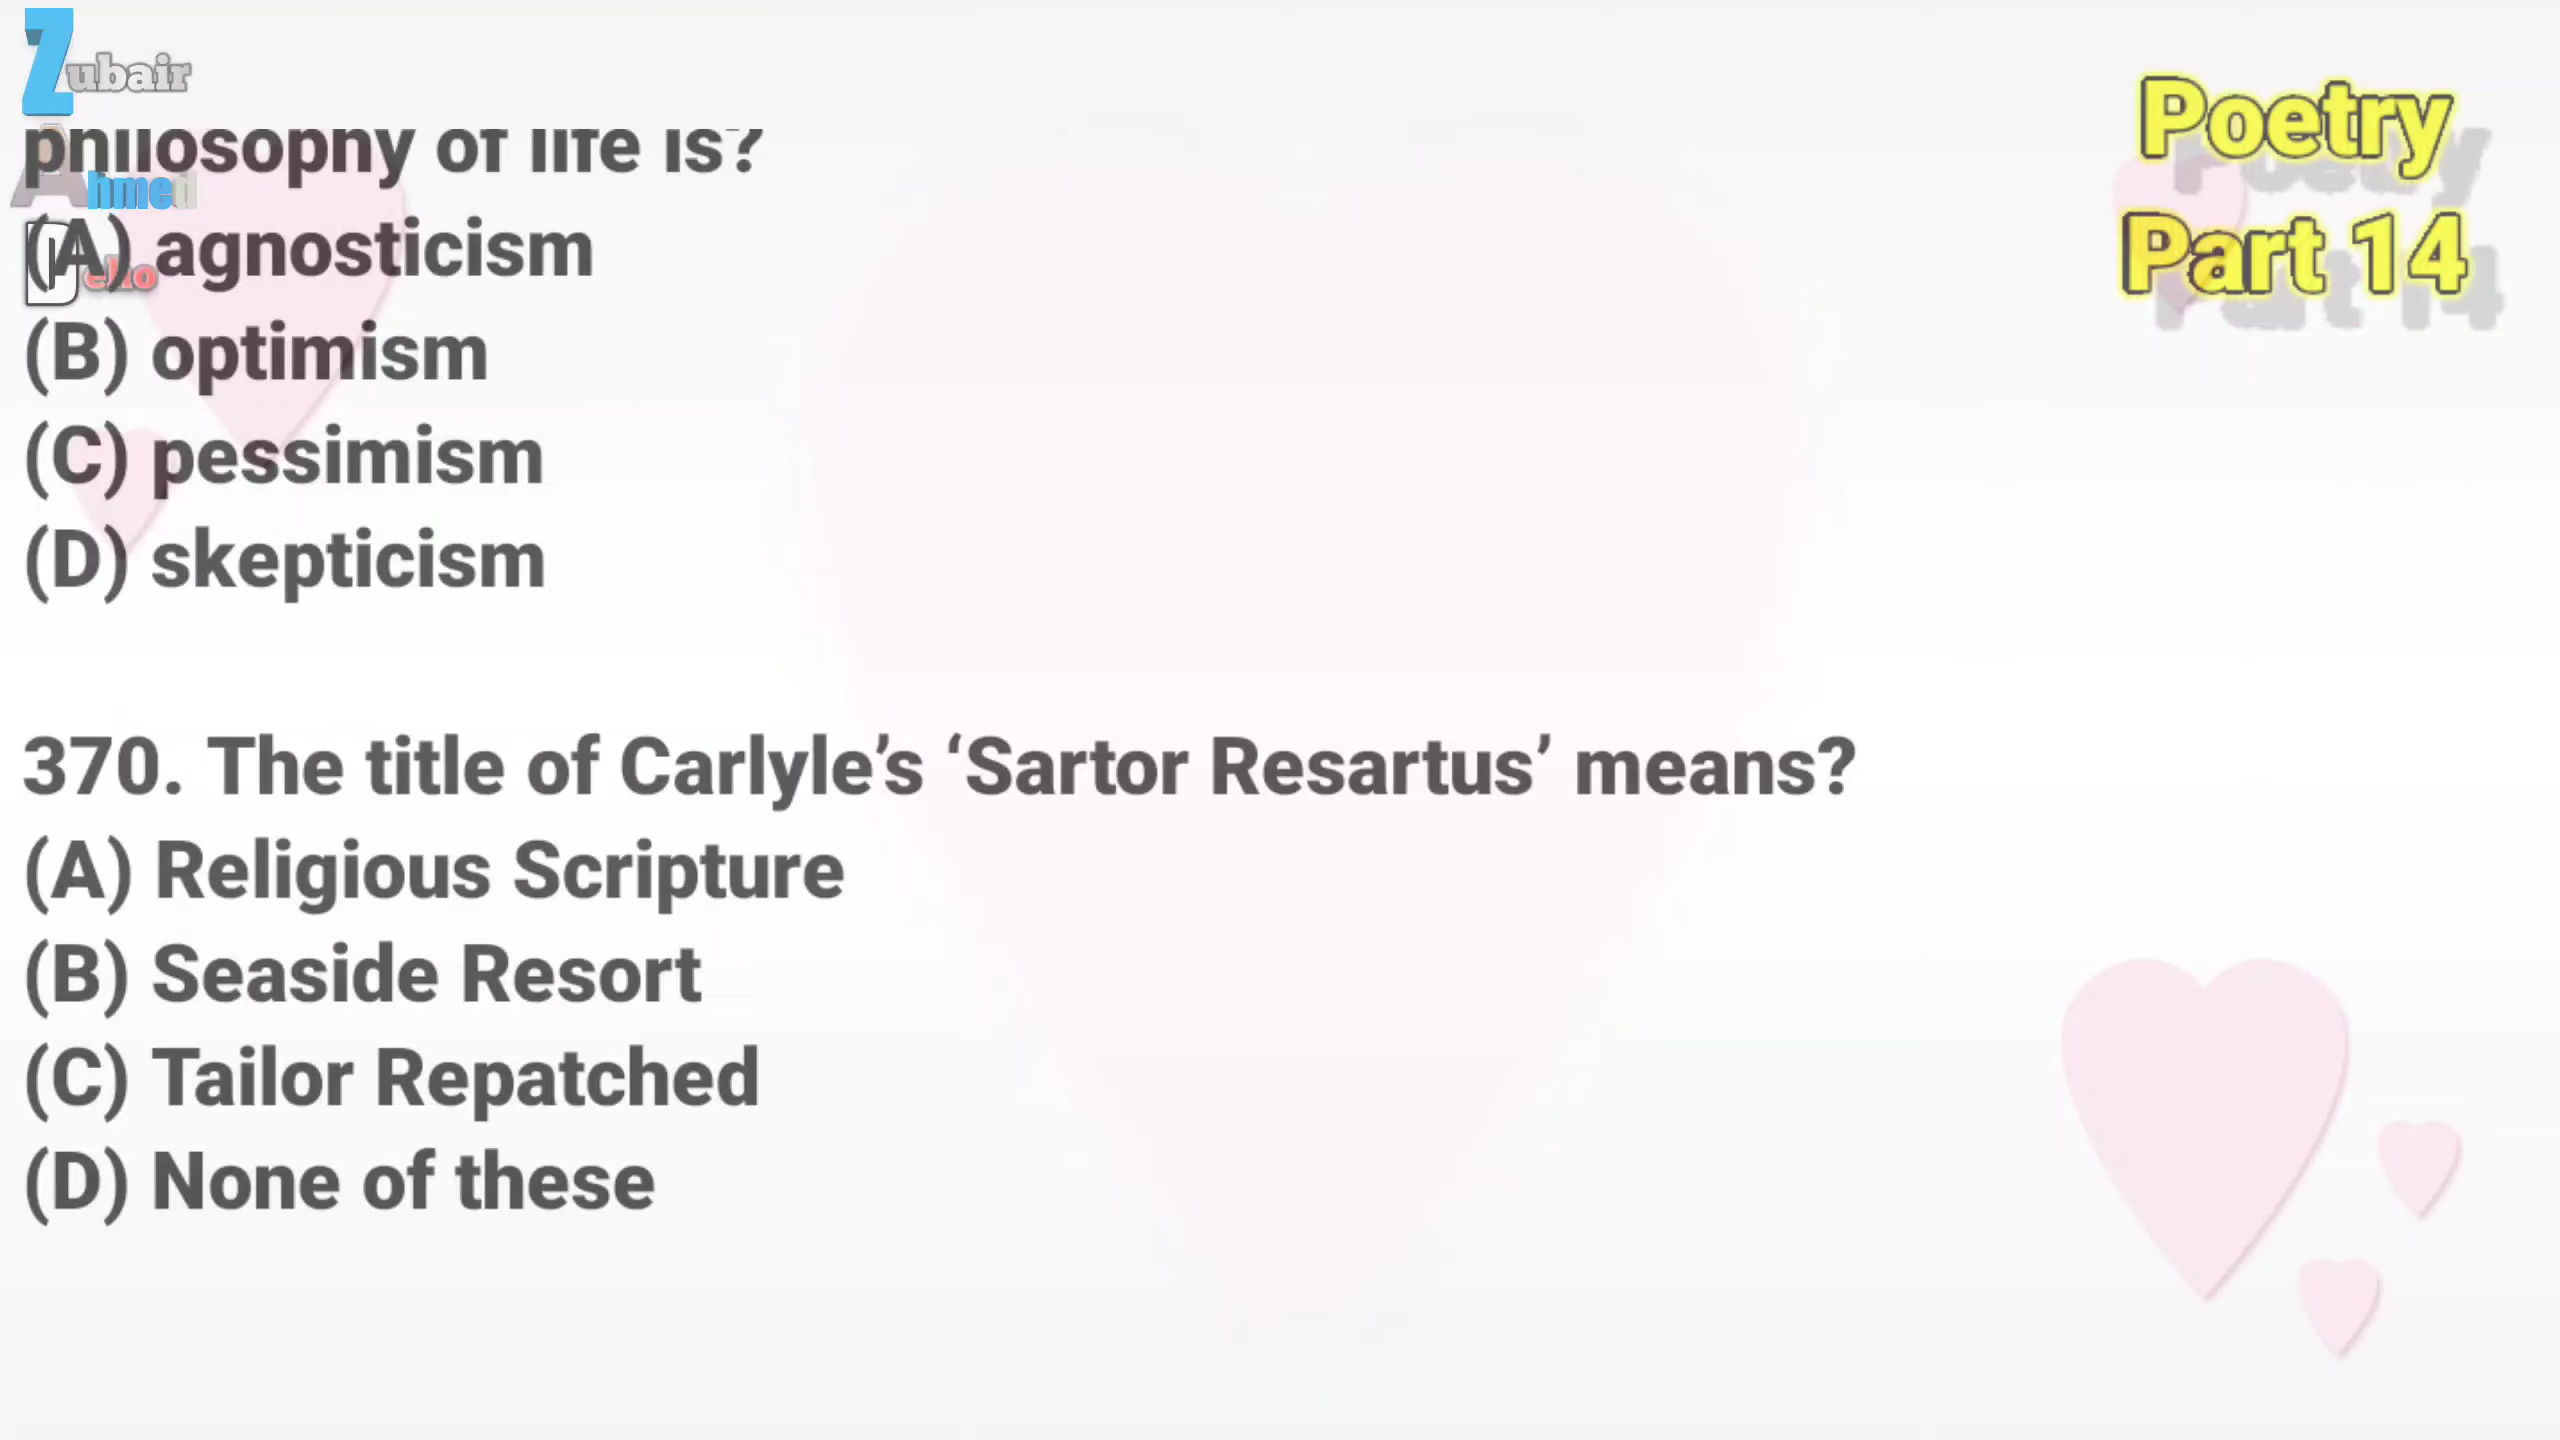 Zubair
Poetry
philosophy of life is?
Ahmed
Part 14
(A) agnosticism
(B) optimism
(C) pessimism
(D) skepticism
370. The title of Carlyle’s ‘Sartor Resartus’ means?
(A) Religious Scripture
(B) Seaside Resort
(C) Tailor Repatched
(D) None of these